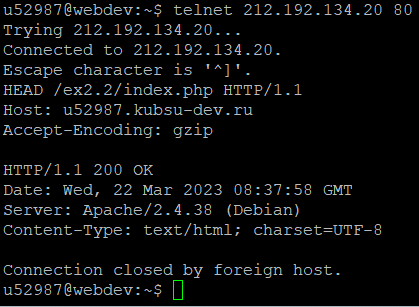 u52987@webdev:~$ telnet 212.192.134.20 80
Trying 212.192.134.20...
Connected to 212.192.134.20.
Escape character is '^]'.
HEAD /ex2.2/index.php HTTP/1.1
Host: u52987.kubsu-dev.ru
Accept-Encoding: gzip

HTTP/1.1 200 OK
Date: Wed, 22 Mar 2023 08:37:58 GMT
Server: Apache/2.4.38 (Debian)
Content-Type: text/html; charset=UTF-8

Connection closed by foreign host.
u52987@webdev:~$